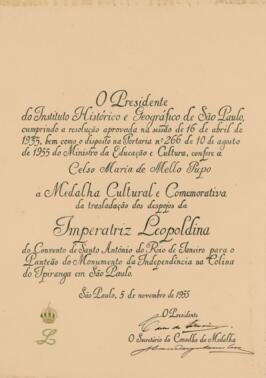 O Presidente
do Instituto Histórico e Geográfico de São Paulo,
cumprindo a resolução aprovada na sessão de 16 de abril de
1955, bem como o disposto na Portaria nº 266 de 10 de agosto
de 1955 do Ministro da Educação e Cultura, confere a
Celso Maria de Mello Pupo
a Medalha Cultural e Comemorativa
da trasladação dos despojos da
Imperatriz Leopoldina
do Convento de Santo Antônio do Rio de Janeiro para o
Panteão do Monumento da Independência na Colina
do Ipiranga em São Paulo.
São Paulo, 5 de novembro de 1955
O Presidente
O Secretário do Conselho da Medalha
L